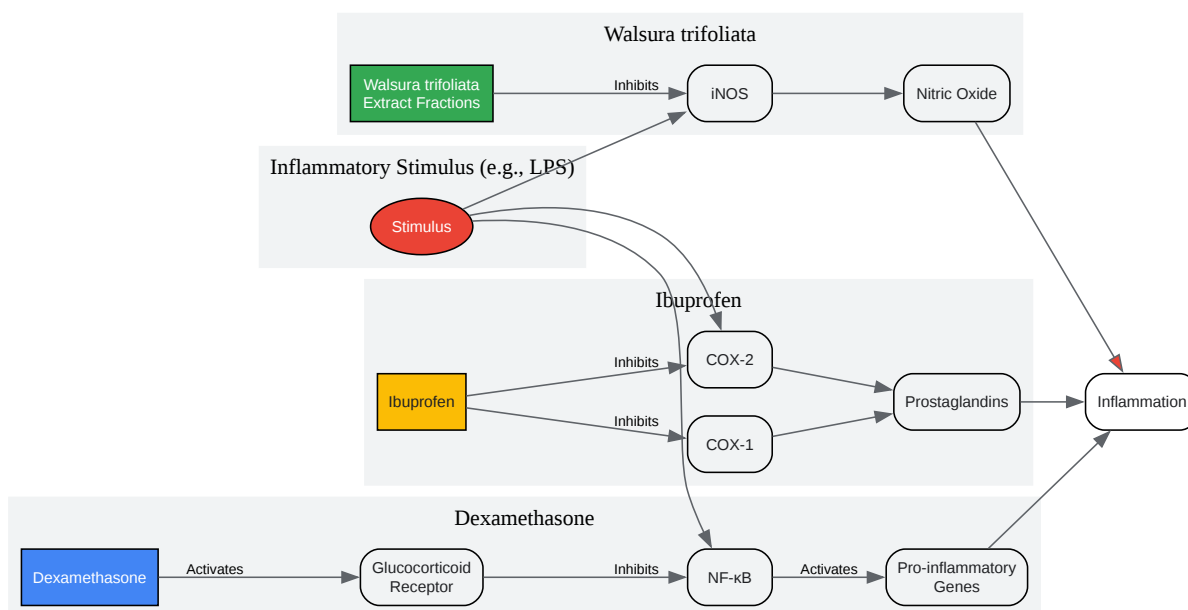 Walsura trifoliata
Walsura trifoliata
Extract Fractions
Inhibits
iNOS
Nitric Oxide
Inflammatory Stimulus (e.g., LPS)
Stimulus
Ibuprofen
Ibuprofen
Inhibits
COX-2
Inhibits
COX-1
Prostaglandins
Inflammation
Dexamethasone
Dexamethasone
Activates
Glucocorticoid
Receptor
Inhibits
NF-κB
Activates
Pro-inflammatory
Genes